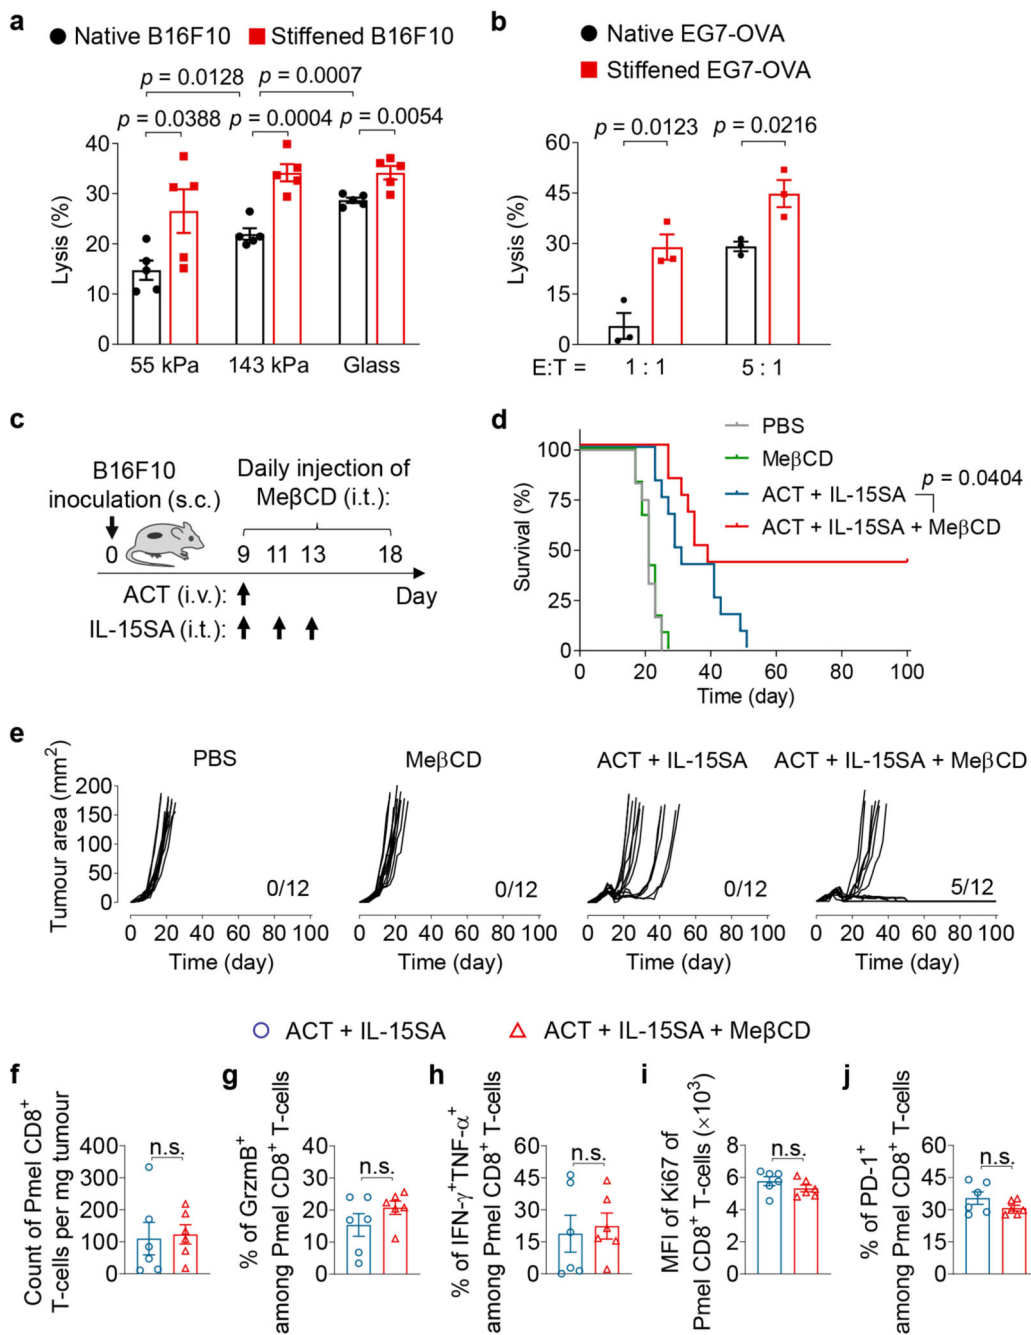 a
Native B16F10 Stiffened B16F10
p = 0.0128 p = 0.0007
p = 0.0388 p = 0.0004 p = 0.0054
Lysis (%)
40
30
20
10
0
55 kPa 143 kPa Glass
b
Native EG7-OVA
Stiffened EG7-OVA
p = 0.0123 p = 0.0216
Lysis (%)
60
45
30
15
0
E:T = 1 : 1 5 : 1
c
B16F10
inoculation (s.c.)
Daily injection of
MeβCD (i.t.):
0 9 11 13 18
Day
ACT (i.v.):
IL-15SA (i.t.):
d
PBS
MeβCD
ACT + IL-15SA
ACT + IL-15SA + MeβCD
p = 0.0404
Survival (%)
100
75
50
25
0
0 20 40 60 80 100
Time (day)
e
PBS MeβCD ACT + IL-15SA ACT + IL-15SA + MeβCD
Tumour area (mm²)
200
150
100
50
0
0/12 0/12 0/12 5/12
0 20 40 60 80 100 0 20 40 60 80 100 0 20 40 60 80 100 0 20 40 60 80 100
Time (day) Time (day) Time (day) Time (day)
ACT + IL-15SA ACT + IL-15SA + MeβCD
f
Count of Pmel CD8⁺
T-cells per mg tumour
400
300
200
100
0
n.s.
g
% of GrzmB⁺
among Pmel CD8⁺ T-cells
40
30
20
10
0
n.s.
h
% of IFN-γ⁺TNF-α⁺
among Pmel CD8⁺ T-cells
60
45
30
15
0
n.s.
i
MFI of Ki67 of
Pmel CD8⁺ T-cells (×10³)
8
6
4
2
0
n.s.
j
% of PD-1⁺
among Pmel CD8⁺ T-cells
60
45
30
15
0
n.s.